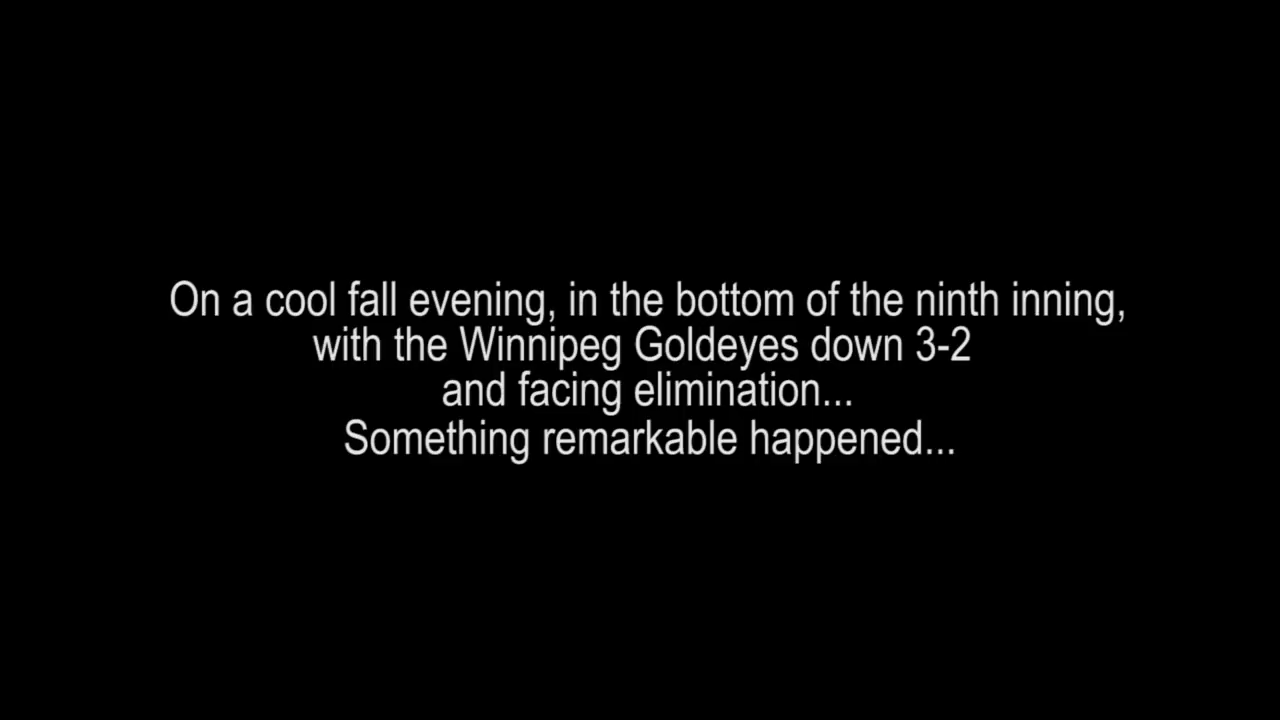 On a cool fall evening, in the bottom of the ninth inning,
with the Winnipeg Goldeyes down 3-2
and facing elimination...
Something remarkable happened...